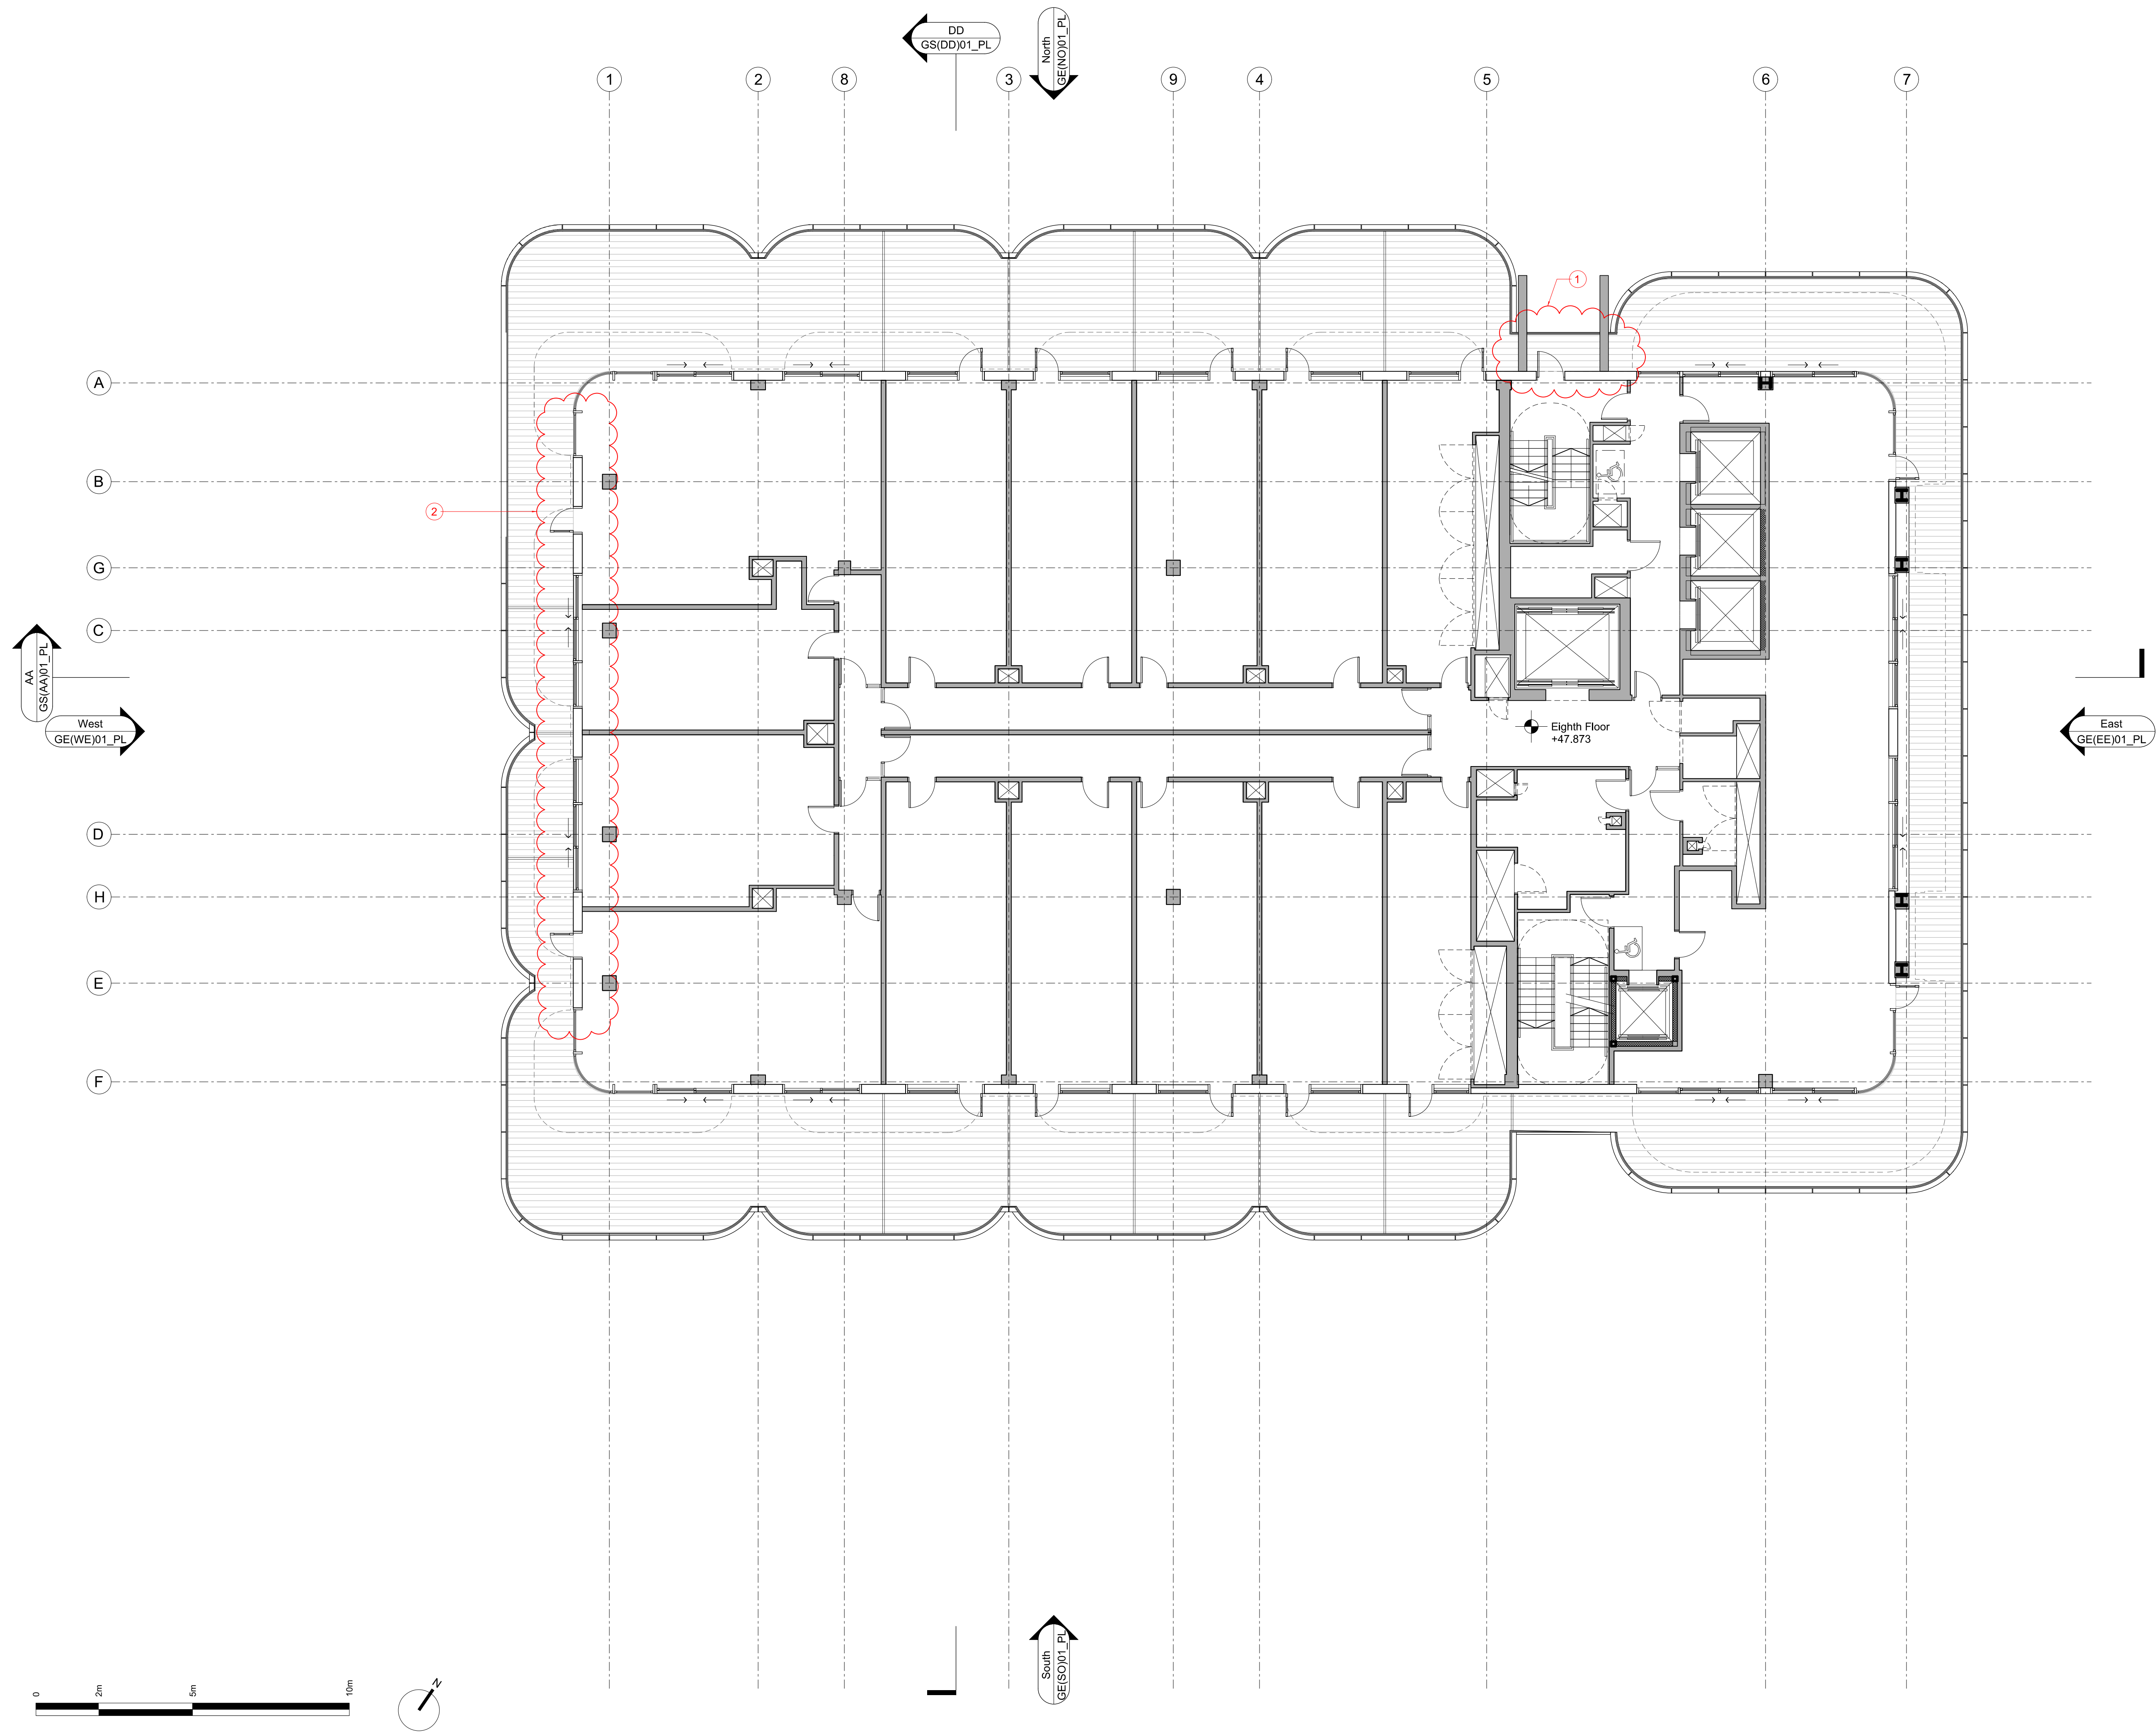 DD
GS(DD)01_PL
North
GE(NO)01_PL
1
2
8
3
9
4
5
6
7
1
A
B
2
G
C
AA
GS(AA)01_PL
West
GE(WE)01_PL
Eighth Floor
+47.873
East
GE(EE)01_PL
D
H
E
F
South
GE(SO)01_PL
0
2m
5m
10m
N